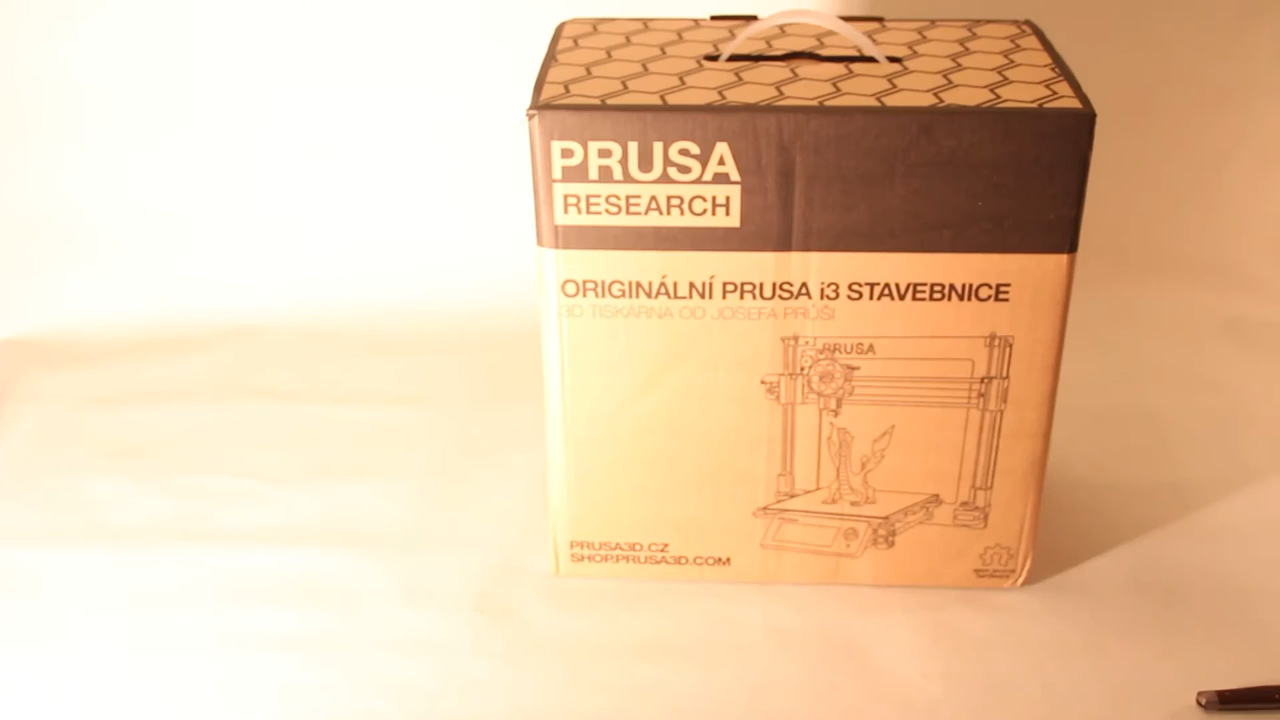 PRUSA
RESEARCH
ORIGINÁLNÍ PRUSA i3 STAVEBNICE
3D TISKÁRNA OD JOSEFA PRŮŠI
PRUSA
PRUSA3D.CZ
SHOP.PRUSA3D.COM